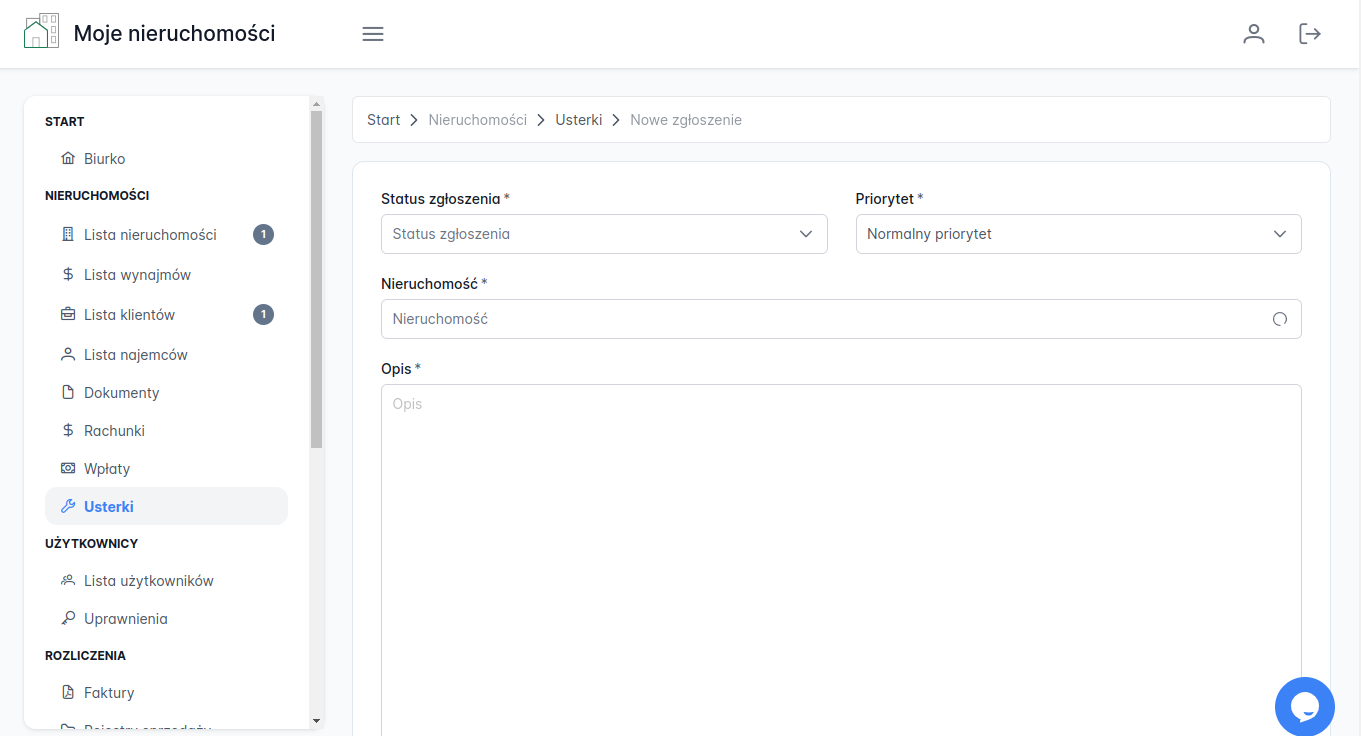 Moje nieruchomości
START
Biurko
NIERUCHOMOŚCI
Lista nieruchomości 1
Lista wynajmów
Lista klientów 1
Lista najemców
Dokumenty
Rachunki
Wpłaty
Usterki
UŻYTKOWNICY
Lista użytkowników
Uprawnienia
ROZLICZENIA
Faktury
Rejestry sprzedaży
Start > Nieruchomości > Usterki > Nowe zgłoszenie
Status zgłoszenia *
Status zgłoszenia
Priorytet *
Normalny priorytet
Nieruchomość *
Nieruchomość
Opis *
Opis